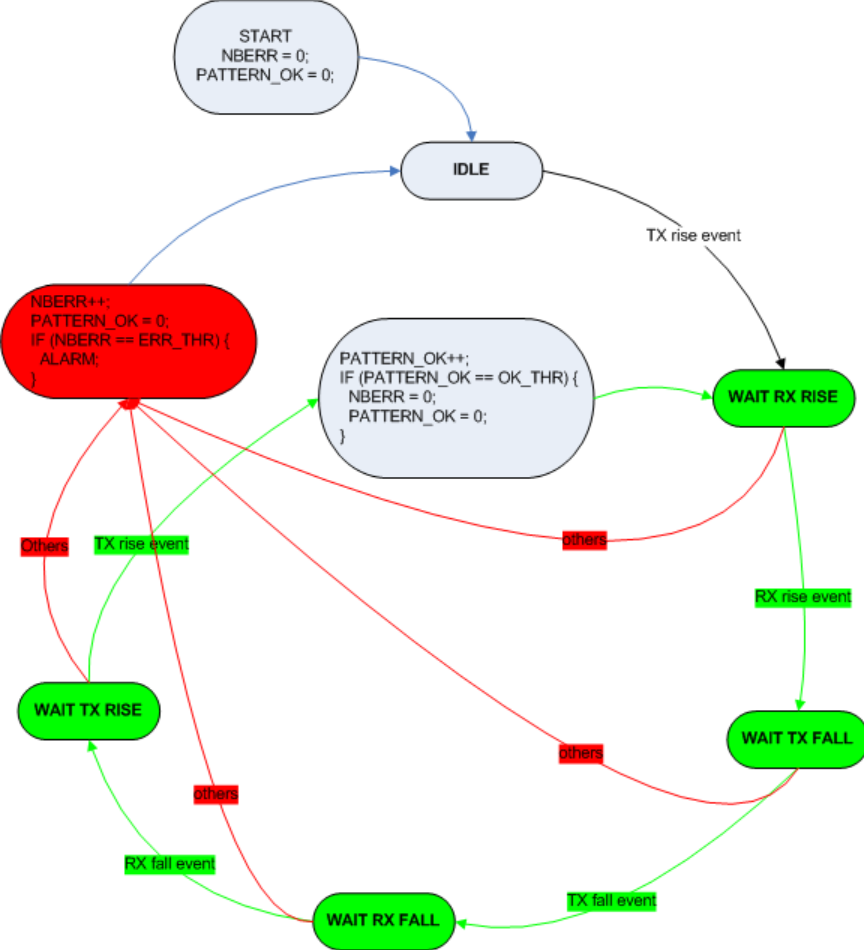 START
NBERR = 0;
PATTERN_OK = 0;
IDLE
TX rise event
NBERR++;
PATTERN_OK = 0;
IF (NBERR == ERR_THR) {
ALARM;
}
PATTERN_OK++;
IF (PATTERN_OK == OK_THR) {
NBERR = 0;
PATTERN_OK = 0;
}
WAIT RX RISE
Others
TX rise event
others
RX rise event
WAIT TX RISE
WAIT TX FALL
others
others
RX fall event
TX fall event
WAIT RX FALL